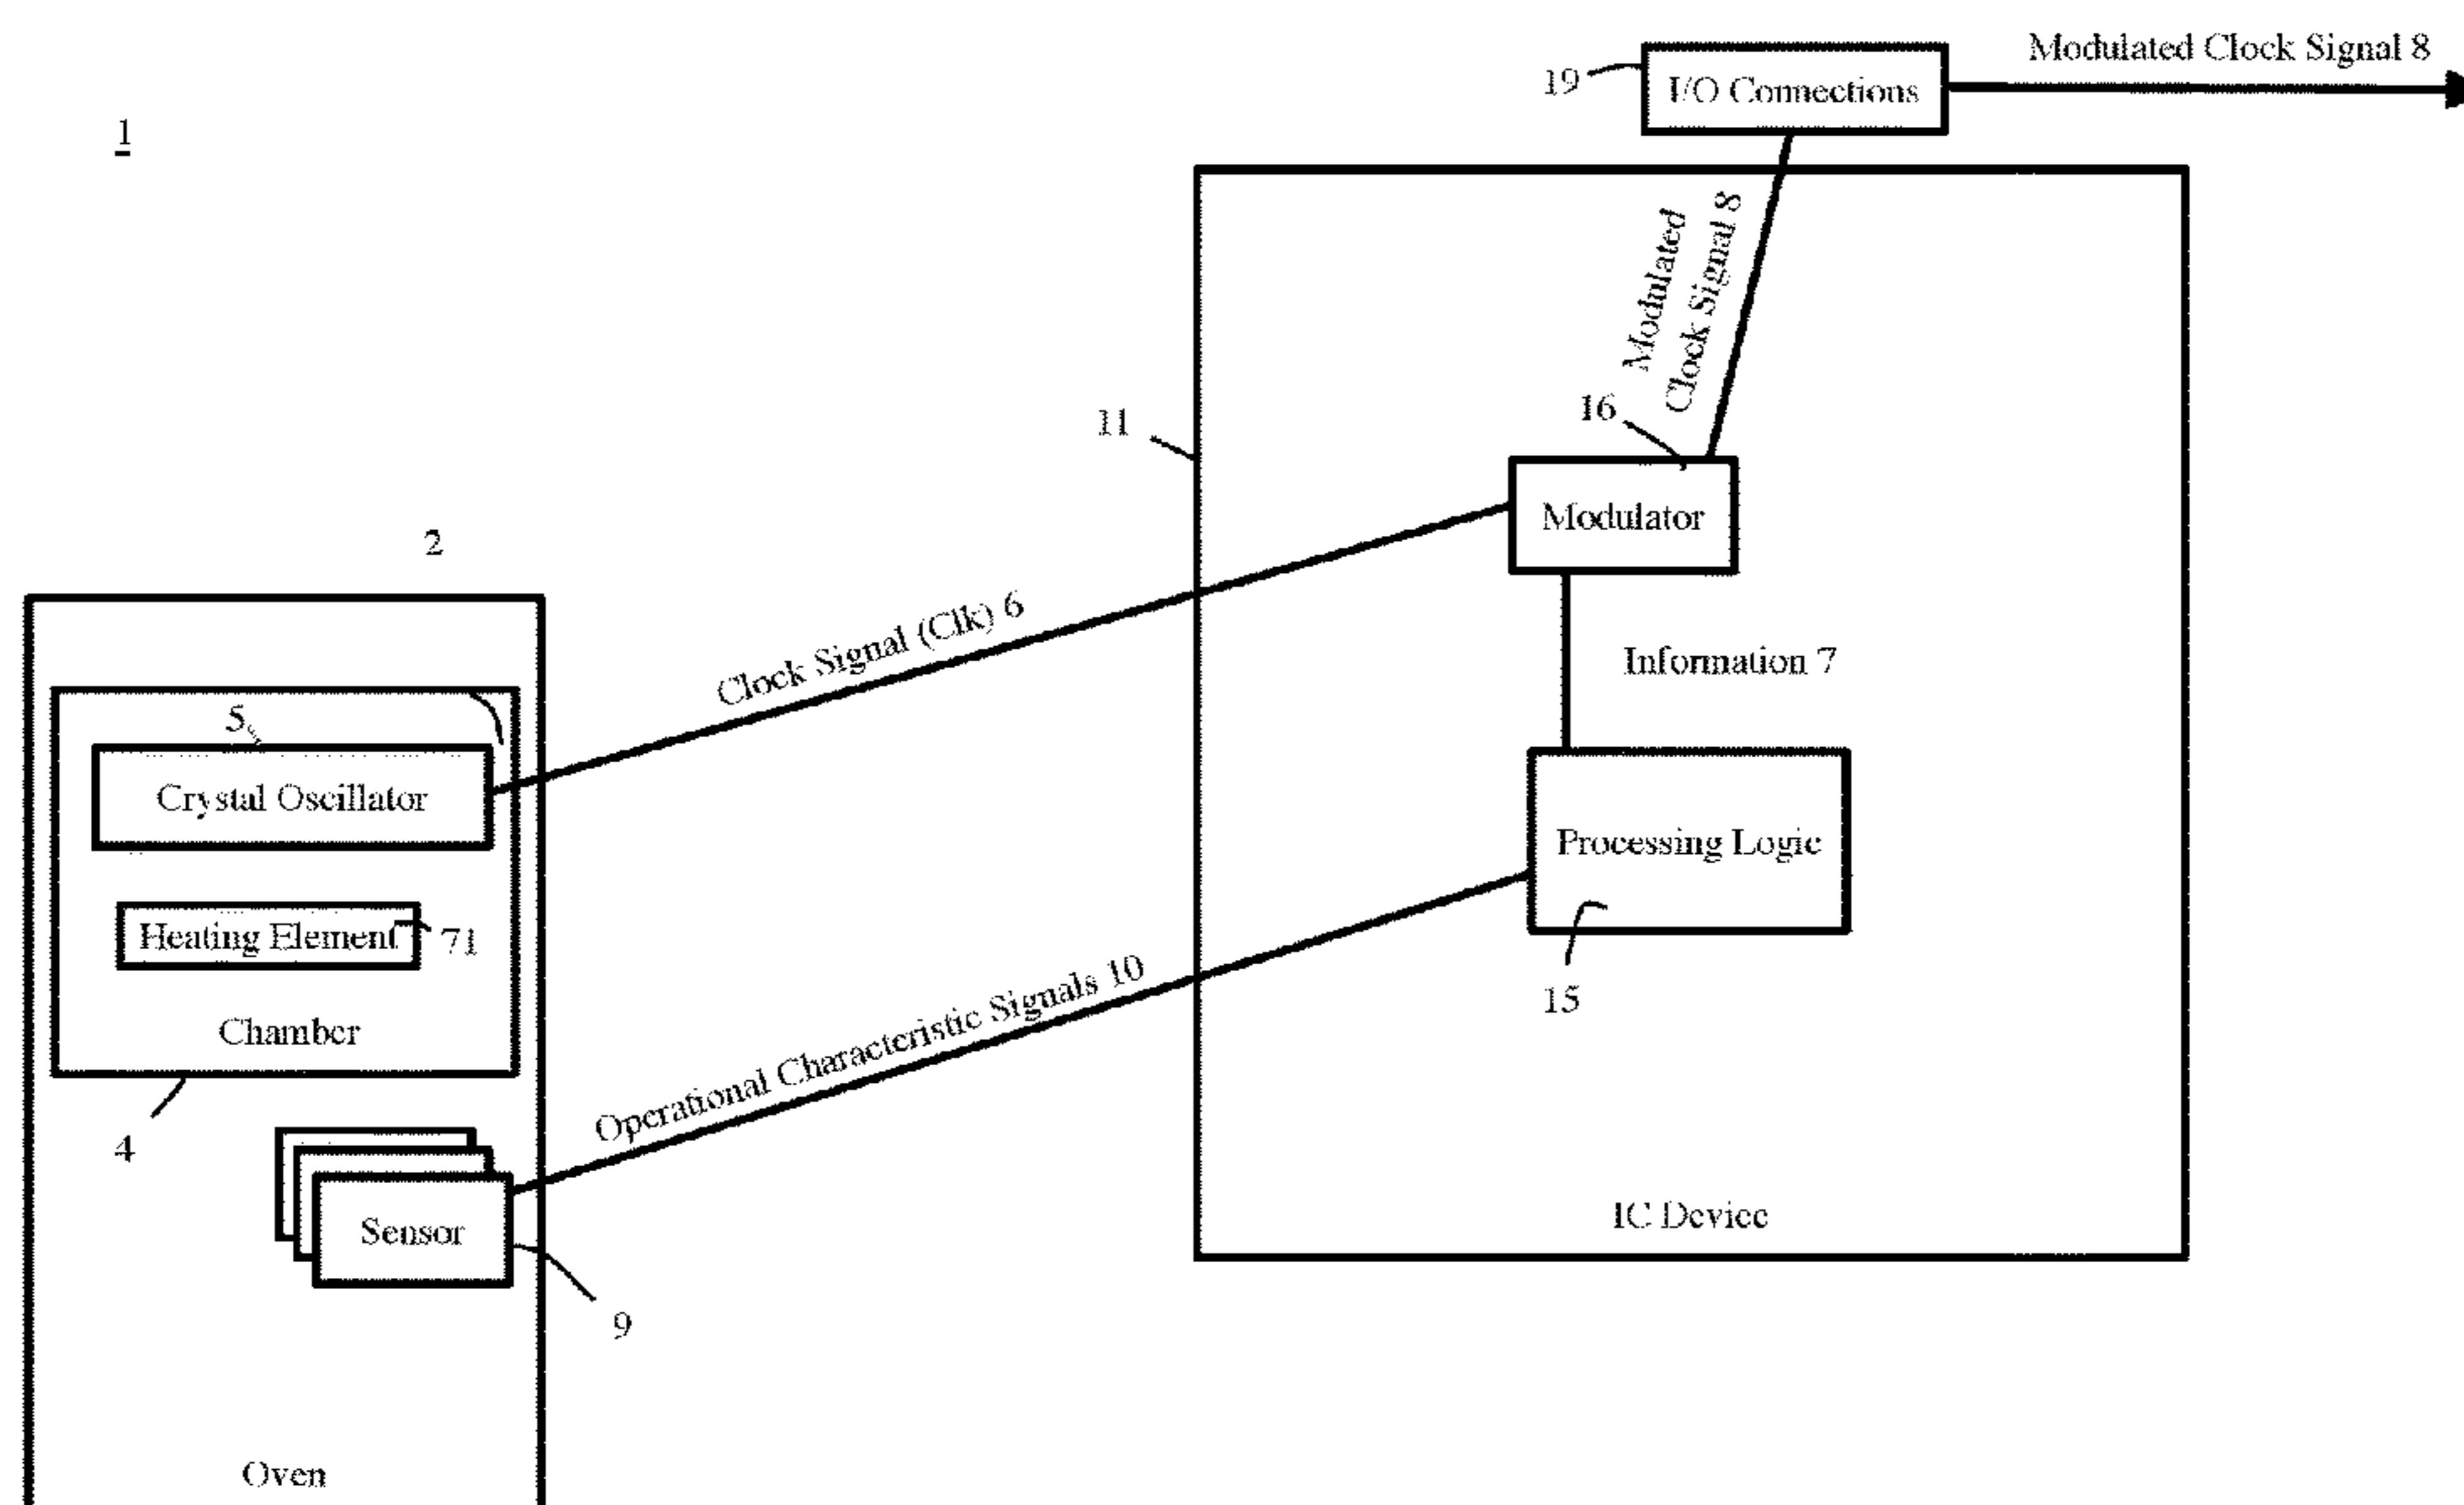 Modulated Clock Signal 8
19
I/O Connections
1
Modulated
Clock Signal 8
16
11
Modulator
2
Clock Signal (Clk) 6
Information 7
5
Crystal Oscillator
Processing Logic
Heating Element
71
15
Operational Characteristic Signals 10
Chamber
4
Sensor
IC Device
9
Oven